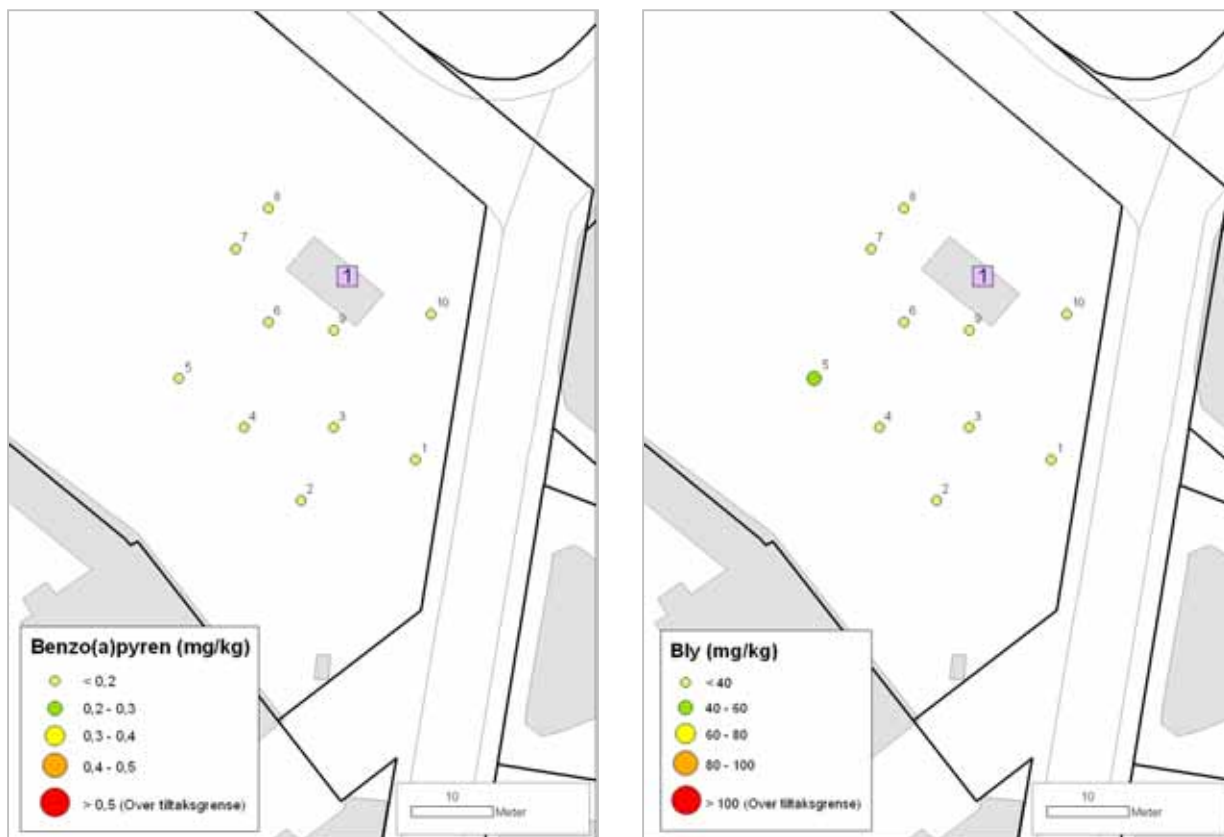 8
7
1
10
6
9
5
4
3
1
2
Benzo(a)pyren (mg/kg)
< 0,2
0,2 - 0,3
0,3 - 0,4
0,4 - 0,5
> 0,5 (Over tiltaksgrense)
10
Meter
8
7
1
10
6
9
5
4
3
1
2
Bly (mg/kg)
< 40
40 - 60
60 - 80
80 - 100
> 100 (Over tiltaksgrense)
10
Meter